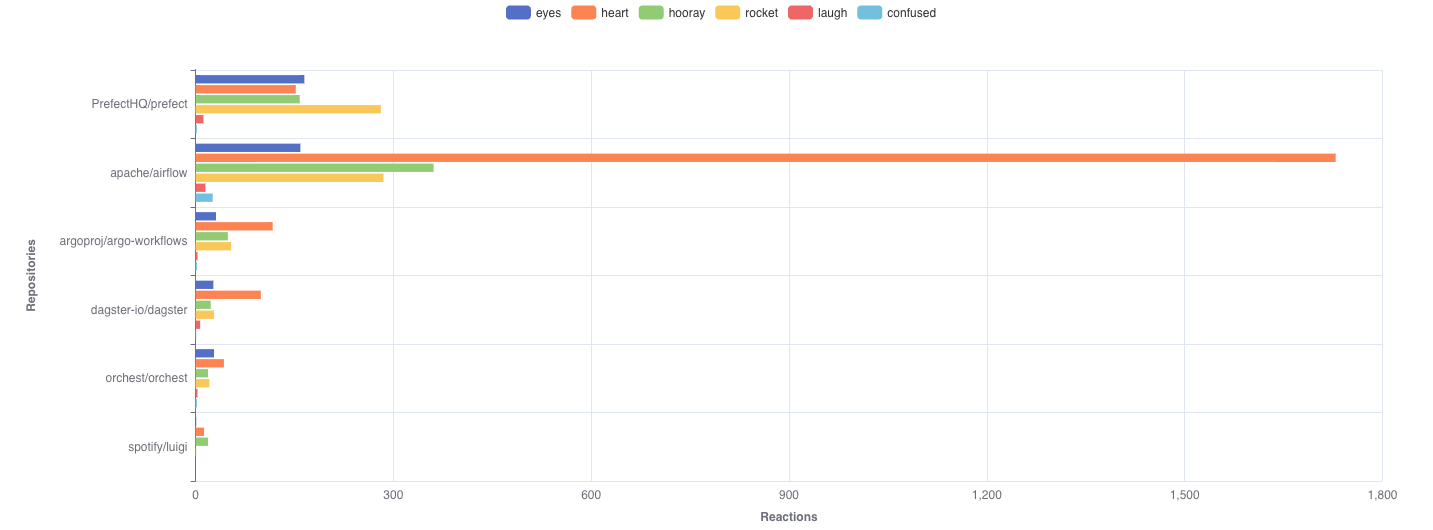 eyes heart hooray rocket laugh confused
PrefectHQ/prefect
apache/airflow
argoproj/argo-workflows
dagster-io/dagster
orchest/orchest
spotify/luigi
Repositories
0 300 600 900 1,200 1,500 1,800
Reactions